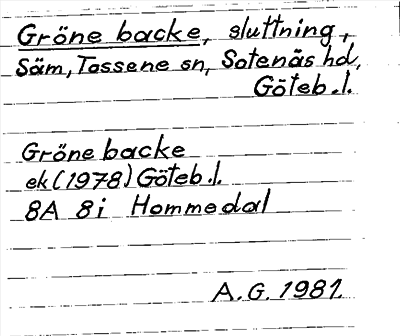 Gröne backe, sluttning,
Säm, Tossene sn, Sotenäs hd,
Göteb.l.
Gröne backe
ek (1978) Göteb.l.
8A 8i Hommedal
A.G. 1981.